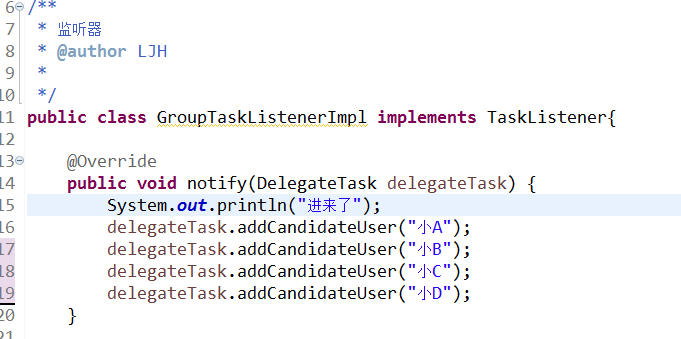 6 /**
7  * 监听器
8  * @author LJH
9  *
10  */
11 public class GroupTaskListenerImpl implements TaskListener{
12
13     @Override
14     public void notify(DelegateTask delegateTask) {
15         System.out.println("进来了");
16         delegateTask.addCandidateUser("小A");
17         delegateTask.addCandidateUser("小B");
18         delegateTask.addCandidateUser("小C");
19         delegateTask.addCandidateUser("小D");
20     }
21